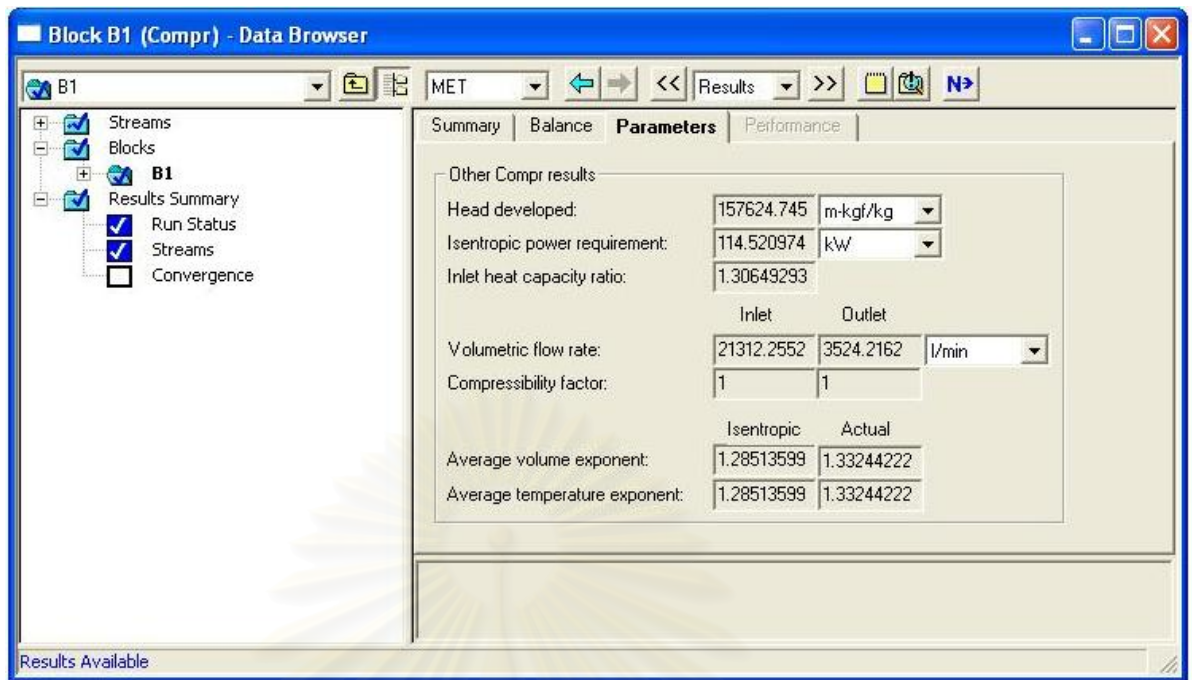 Block B1 (Compr) - Data Browser
B1 MET << Results >> N
Streams
Blocks
B1
Results Summary
Run Status
Streams
Convergence
Summary Balance Parameters Performance
Other Compr results
Head developed: 157624.745 m-kgf/kg
Isentropic power requirement: 114.520974 kW
Inlet heat capacity ratio: 1.30649293
Inlet Outlet
Volumetric flow rate: 21312.2552 3524.2162 l/min
Compressibility factor: 1 1
Isentropic Actual
Average volume exponent: 1.28513599 1.33244222
Average temperature exponent: 1.28513599 1.33244222
Results Available